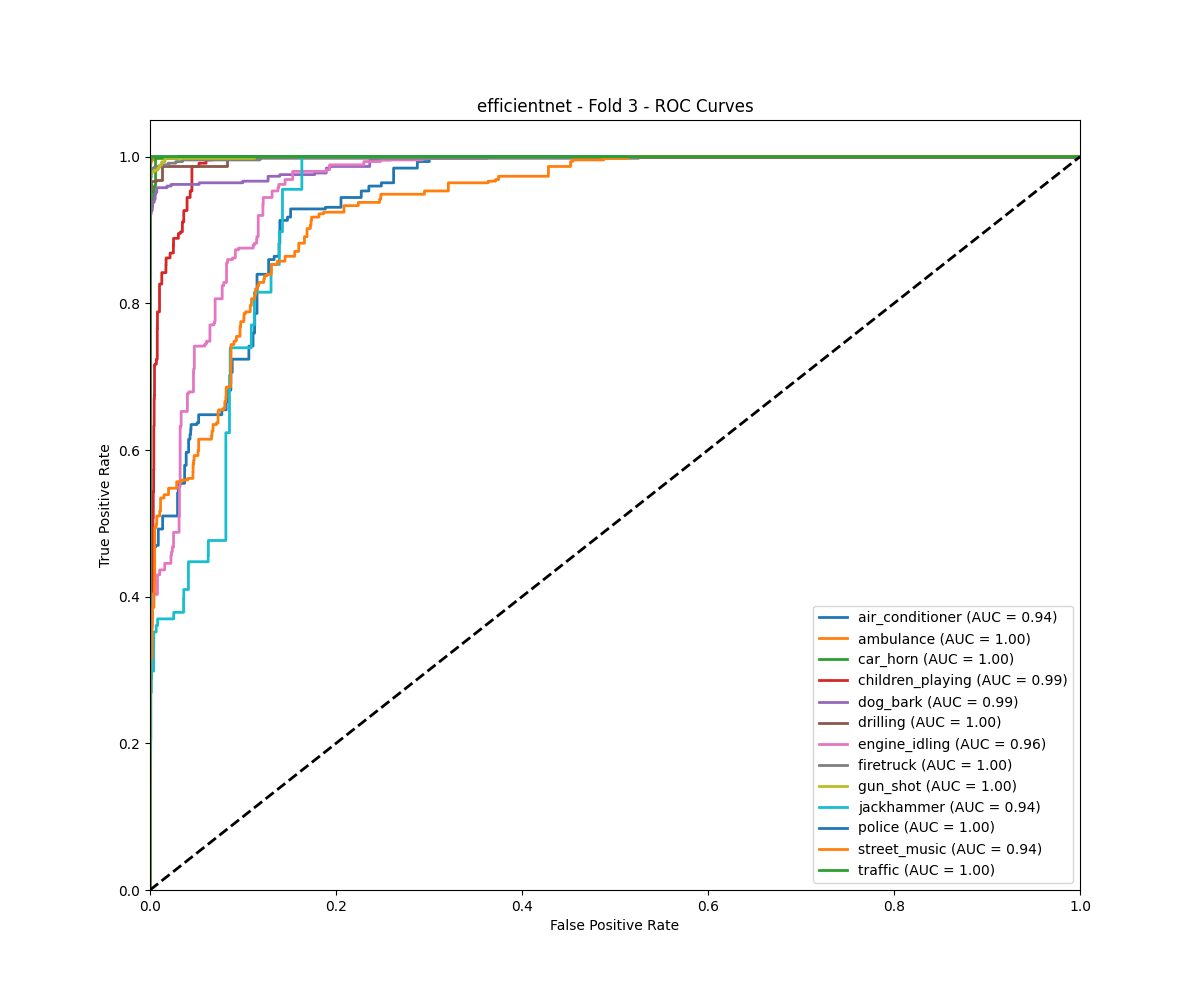 efficientnet - Fold 3 - ROC Curves
True Positive Rate
1.0
0.8
0.6
0.4
0.2
0.0
0.0 0.2 0.4 0.6 0.8 1.0
False Positive Rate
air_conditioner (AUC = 0.94)
ambulance (AUC = 1.00)
car_horn (AUC = 1.00)
children_playing (AUC = 0.99)
dog_bark (AUC = 0.99)
drilling (AUC = 1.00)
engine_idling (AUC = 0.96)
firetruck (AUC = 1.00)
gun_shot (AUC = 1.00)
jackhammer (AUC = 0.94)
police (AUC = 1.00)
street_music (AUC = 0.94)
traffic (AUC = 1.00)